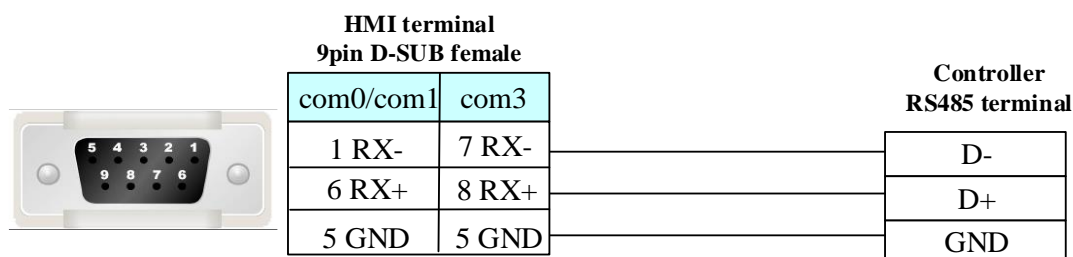 HMI terminal
9pin D-SUB female
Controller
RS485 terminal
com0/com1 com3
5 4 3 2 1
9 8 7 6
1 RX- 7 RX- D-
6 RX+ 8 RX+ D+
5 GND 5 GND GND